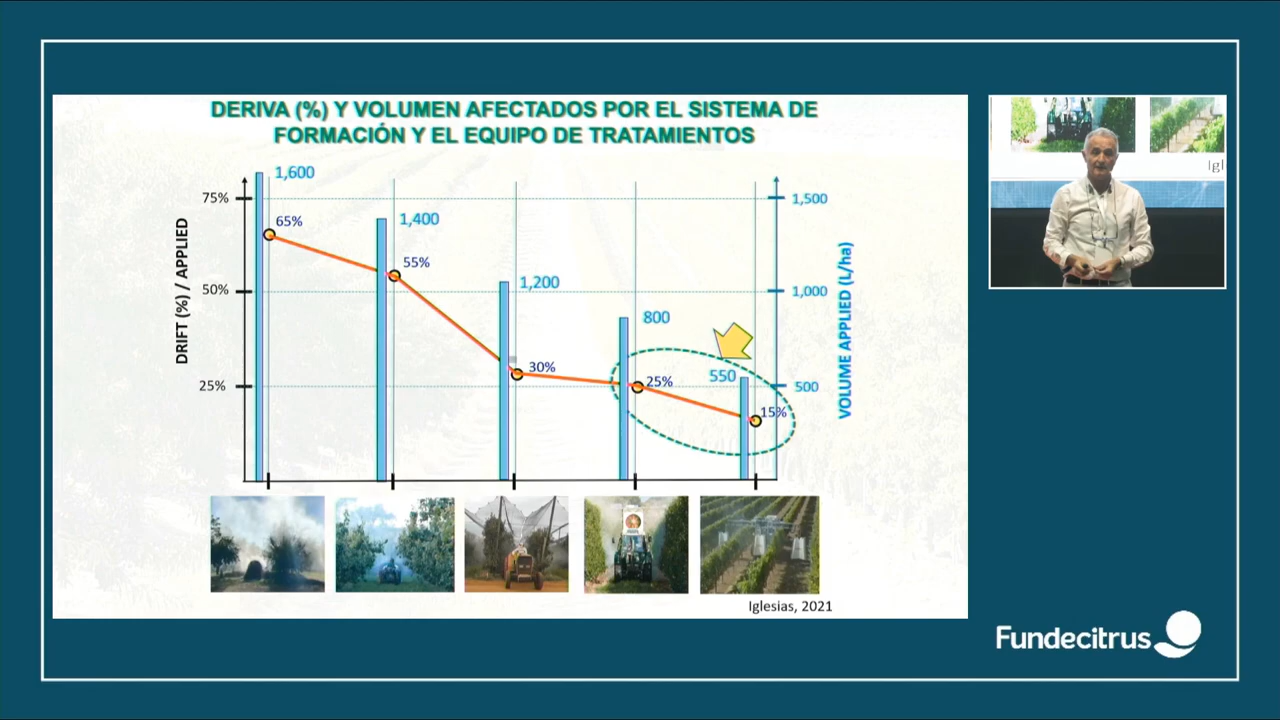 DERIVA (%) Y VOLUMEN AFECTADOS POR EL SISTEMA DE
FORMACIÓN Y EL EQUIPO DE TRATAMIENTOS
DRIFT (%) / APPLIED
75%
50%
25%
1,600
65%
1,400
55%
1,200
30%
800
25%
550
15%
1,500
1,000
500
VOLUME APPLIED (L/ha)
Iglesias, 2021
Igl
Fundecitrus